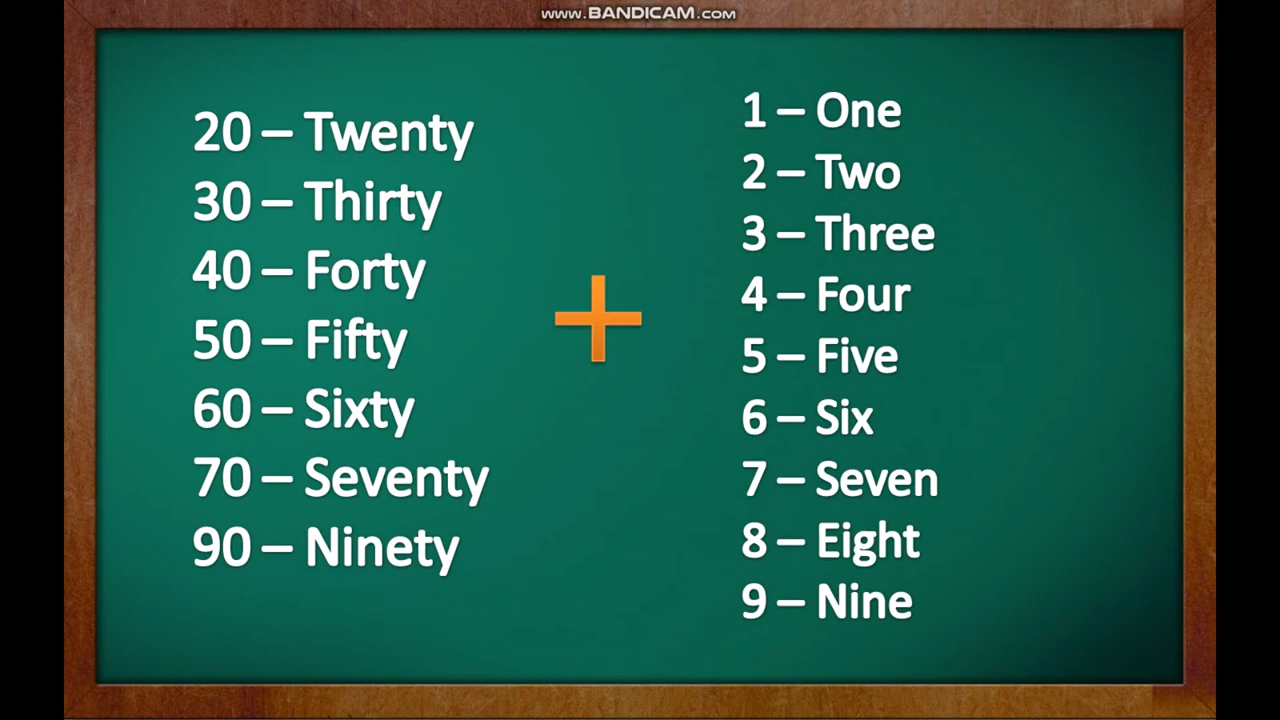 www.BANDICAM.com
20 – Twenty
30 – Thirty
40 – Forty
50 – Fifty
60 – Sixty
70 – Seventy
90 – Ninety
+
1 – One
2 – Two
3 – Three
4 – Four
5 – Five
6 – Six
7 – Seven
8 – Eight
9 – Nine